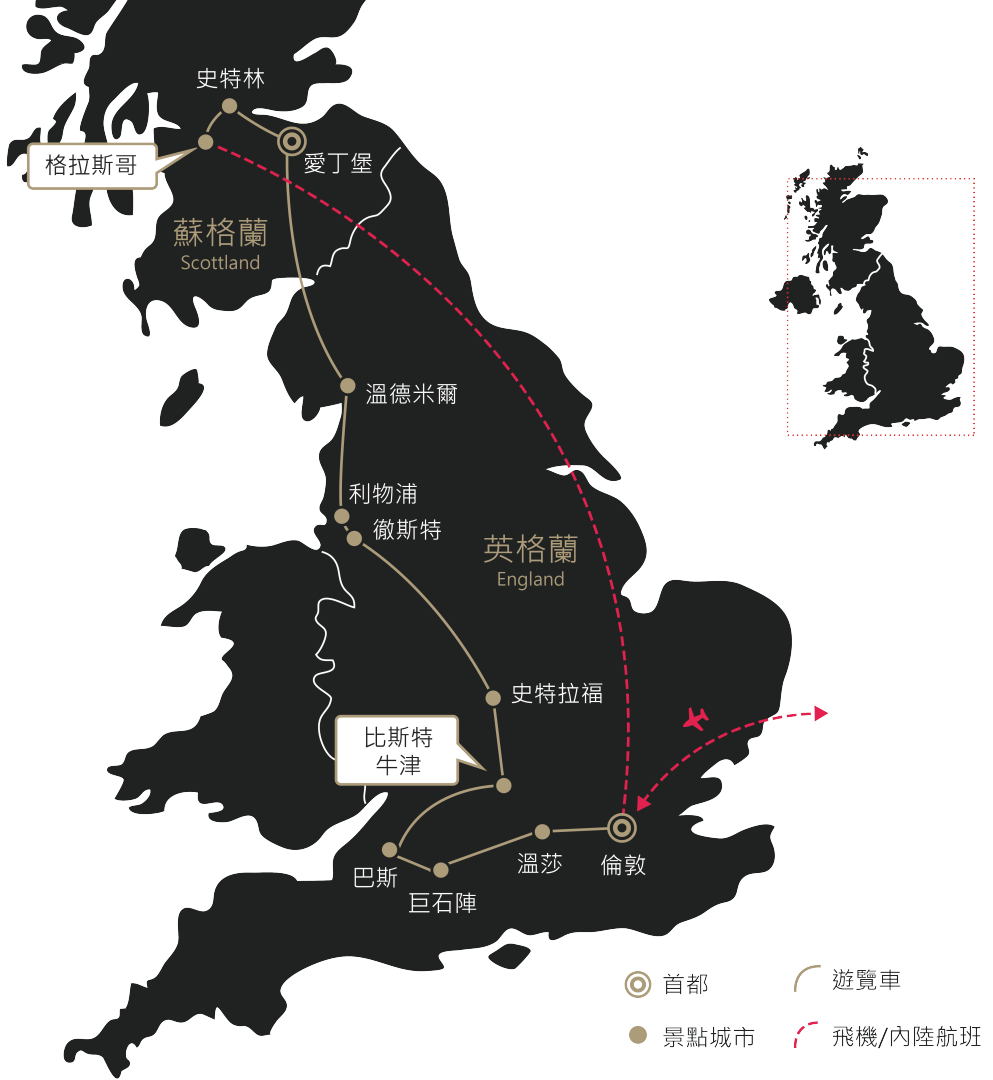 史特林
格拉斯哥
愛丁堡
蘇格蘭
Scottland
溫德米爾
利物浦
徹斯特
英格蘭
England
史特拉福
比斯特
牛津
巴斯
巨石陣
溫莎
倫敦
首都
遊覽車
景點城市
飛機/內陸航班